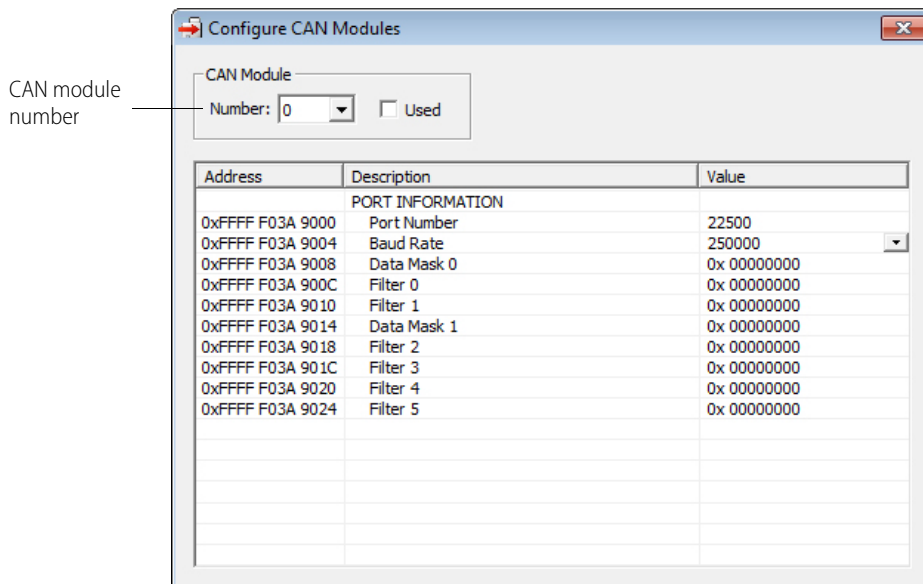 Configure CAN Modules
CAN module
number
CAN Module
Number: 0 Used
Address Description Value
PORT INFORMATION
0xFFFF F03A 9000 Port Number 22500
0xFFFF F03A 9004 Baud Rate 250000
0xFFFF F03A 9008 Data Mask 0 0x 00000000
0xFFFF F03A 900C Filter 0 0x 00000000
0xFFFF F03A 9010 Filter 1 0x 00000000
0xFFFF F03A 9014 Data Mask 1 0x 00000000
0xFFFF F03A 9018 Filter 2 0x 00000000
0xFFFF F03A 901C Filter 3 0x 00000000
0xFFFF F03A 9020 Filter 4 0x 00000000
0xFFFF F03A 9024 Filter 5 0x 00000000